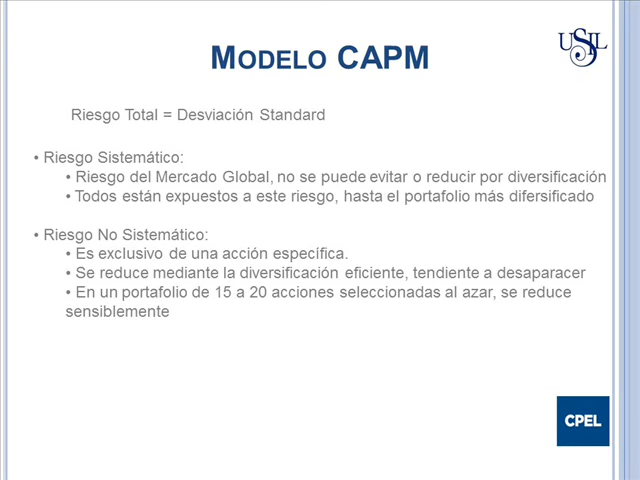 MODELO CAPM
USIL
Riesgo Total = Desviación Standard
• Riesgo Sistemático:
• Riesgo del Mercado Global, no se puede evitar o reducir por diversificación
• Todos están expuestos a este riesgo, hasta el portafolio más difersificado
• Riesgo No Sistemático:
• Es exclusivo de una acción específica.
• Se reduce mediante la diversificación eficiente, tendiente a desaparacer
• En un portafolio de 15 a 20 acciones seleccionadas al azar, se reduce
sensiblemente
CPEL